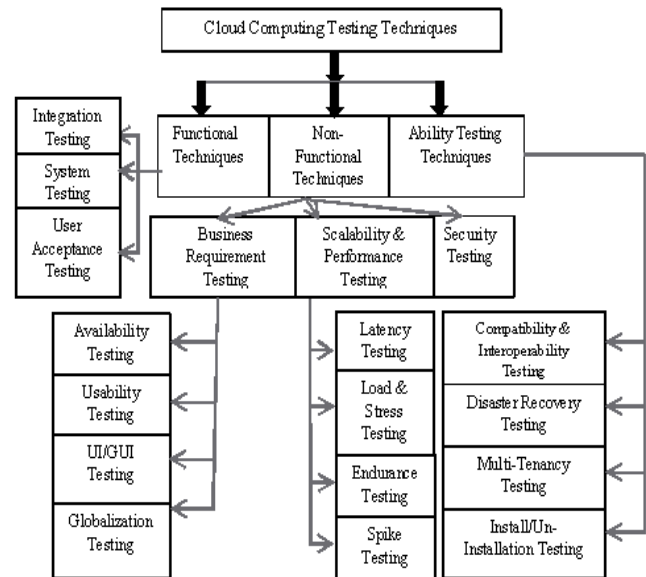 Cloud Computing Testing Techniques
Integration
Testing
System
Testing
User
Acceptance
Testing
Functional
Techniques
Non-
Functional
Techniques
Ability Testing
Techniques
Business
Requirement
Testing
Scalability &
Performance
Testing
Security
Testing
Availability
Testing
Usability
Testing
UI/GUI
Testing
Globalization
Testing
Latency
Testing
Load &
Stress
Testing
Endurance
Testing
Spike
Testing
Compatibility &
Interoperability
Testing
Disaster Recovery
Testing
Multi-Tenancy
Testing
Install/Un-
Installation Testing